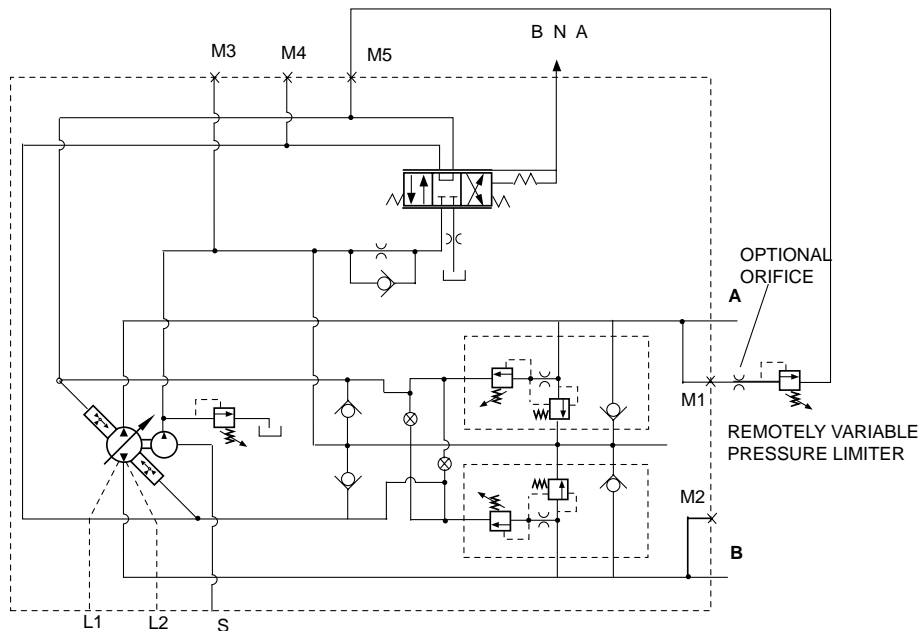 B N A
M3
M4
M5
OPTIONAL
ORIFICE
A
M1
REMOTELY VARIABLE
PRESSURE LIMITER
M2
B
L1
L2
S